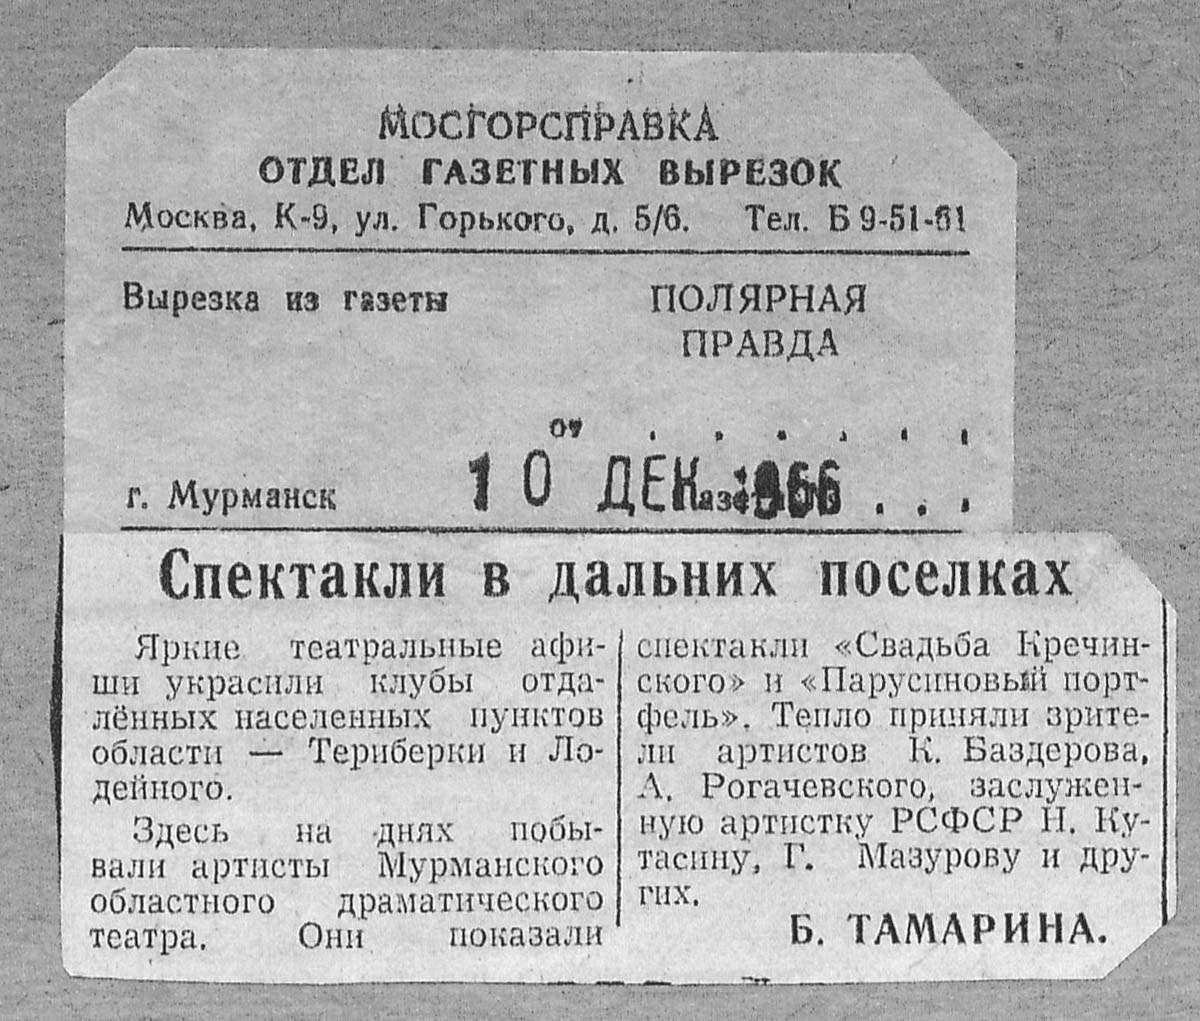 МОСГОРСПРАВКА
ОТДЕЛ ГАЗЕТНЫХ ВЫРЕЗОК
Москва, К-9, ул. Горького, д. 5/6. Тел. Б 9-51-61
Вырезка из газеты ПОЛЯРНАЯ
ПРАВДА
от . . . . . .
г. Мурманск 10 ДЕК 1966 . . .
Спектакли в дальних поселках
Яркие театральные афи-
ши украсили клубы отда-
лённых населенных пунктов
области — Териберки и Ло-
дейного.
Здесь на днях побы-
вали артисты Мурманского
областного драматического
театра. Они показали
спектакли «Свадьба Кречин-
ского» и «Парусиновый порт-
фель». Тепло приняли зрите-
ли артистов К. Баздерова,
А. Рогачевского, заслужен-
ную артистку РСФСР Н. Ку-
тасину, Г. Мазурову и дру-
гих.
Б. ТАМАРИНА.